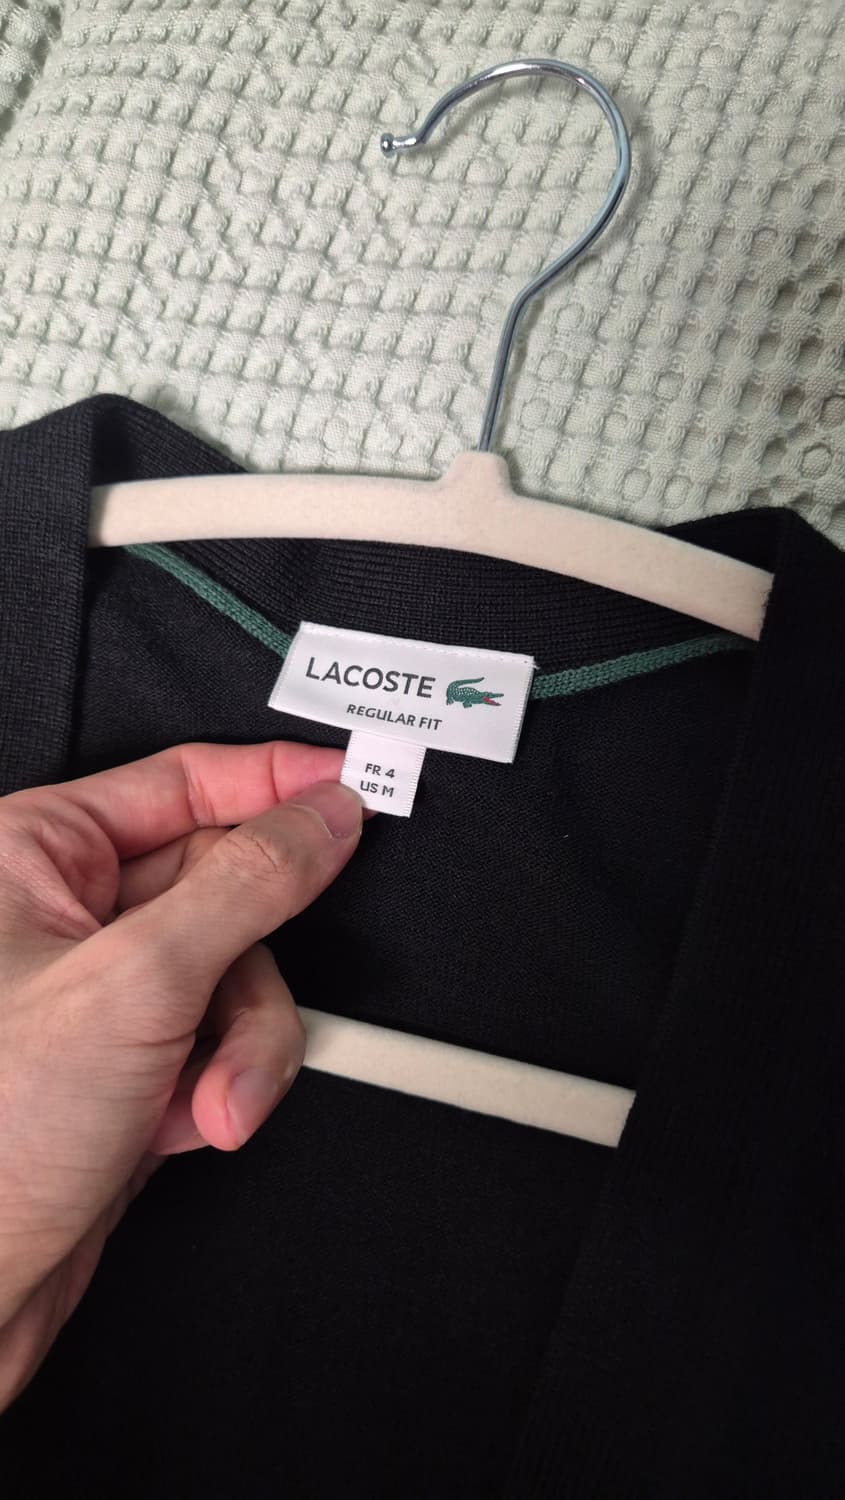 LACOSTE
REGULAR FIT
FR 4
US M